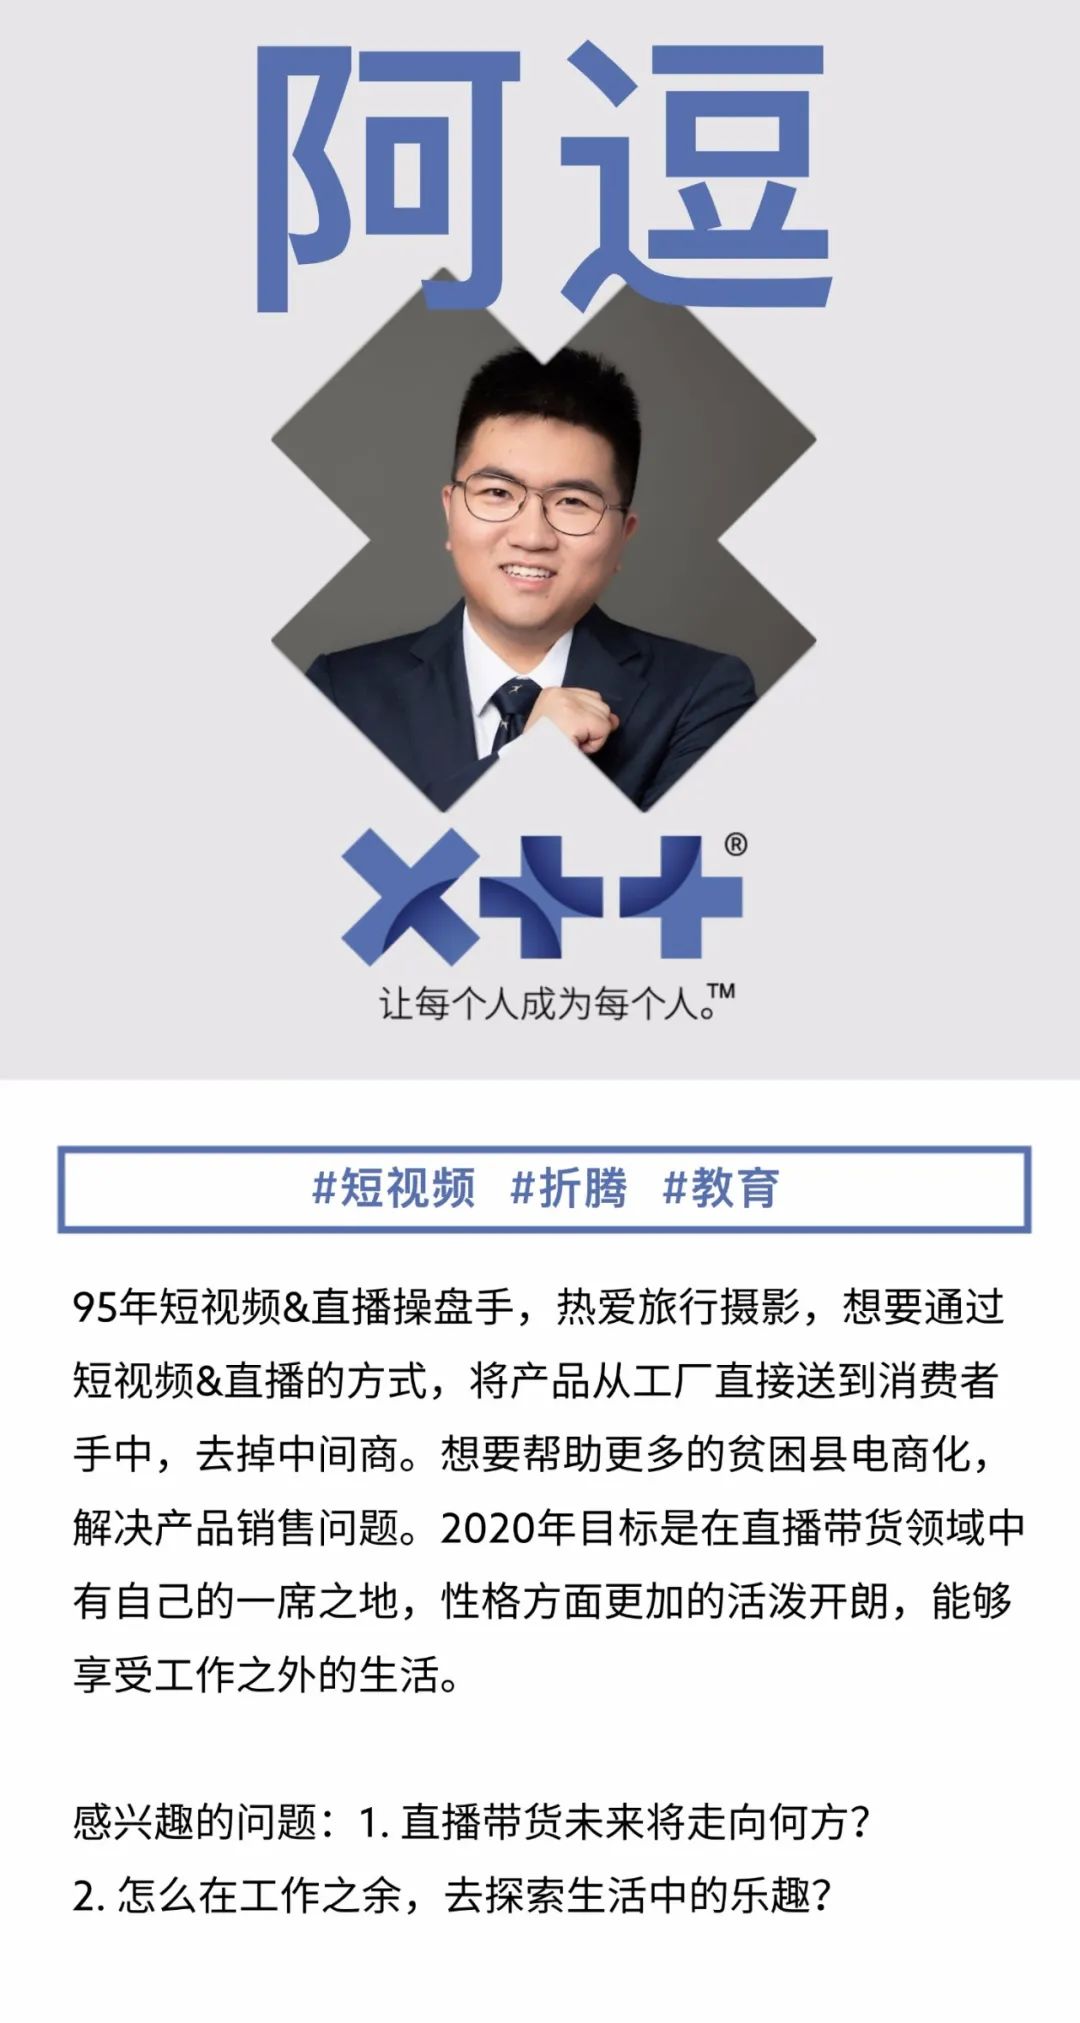 阿逗
X++®
让每个人成为每个人。™
#短视频 #折腾 #教育
95年短视频&直播操盘手，热爱旅行摄影，想要通过
短视频&直播的方式，将产品从工厂直接送到消费者
手中，去掉中间商。想要帮助更多的贫困县电商化，
解决产品销售问题。2020年目标是在直播带货领域中
有自己的一席之地，性格方面更加的活泼开朗，能够
享受工作之外的生活。
感兴趣的问题：1. 直播带货未来将走向何方？
2. 怎么在工作之余，去探索生活中的乐趣？